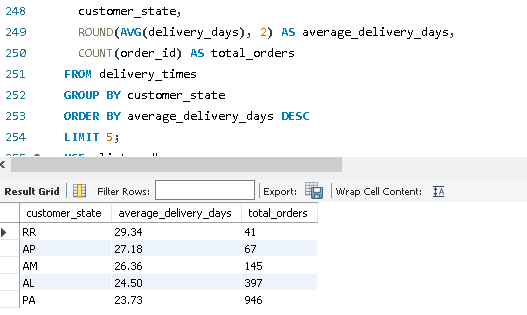 248 customer_state,
249 ROUND(AVG(delivery_days), 2) AS average_delivery_days,
250 COUNT(order_id) AS total_orders
251 FROM delivery_times
252 GROUP BY customer_state
253 ORDER BY average_delivery_days DESC
254 LIMIT 5;
Result Grid Filter Rows: Export: Wrap Cell Content: IA
customer_state average_delivery_days total_orders
RR 29.34 41
AP 27.18 67
AM 26.36 145
AL 24.50 397
PA 23.73 946